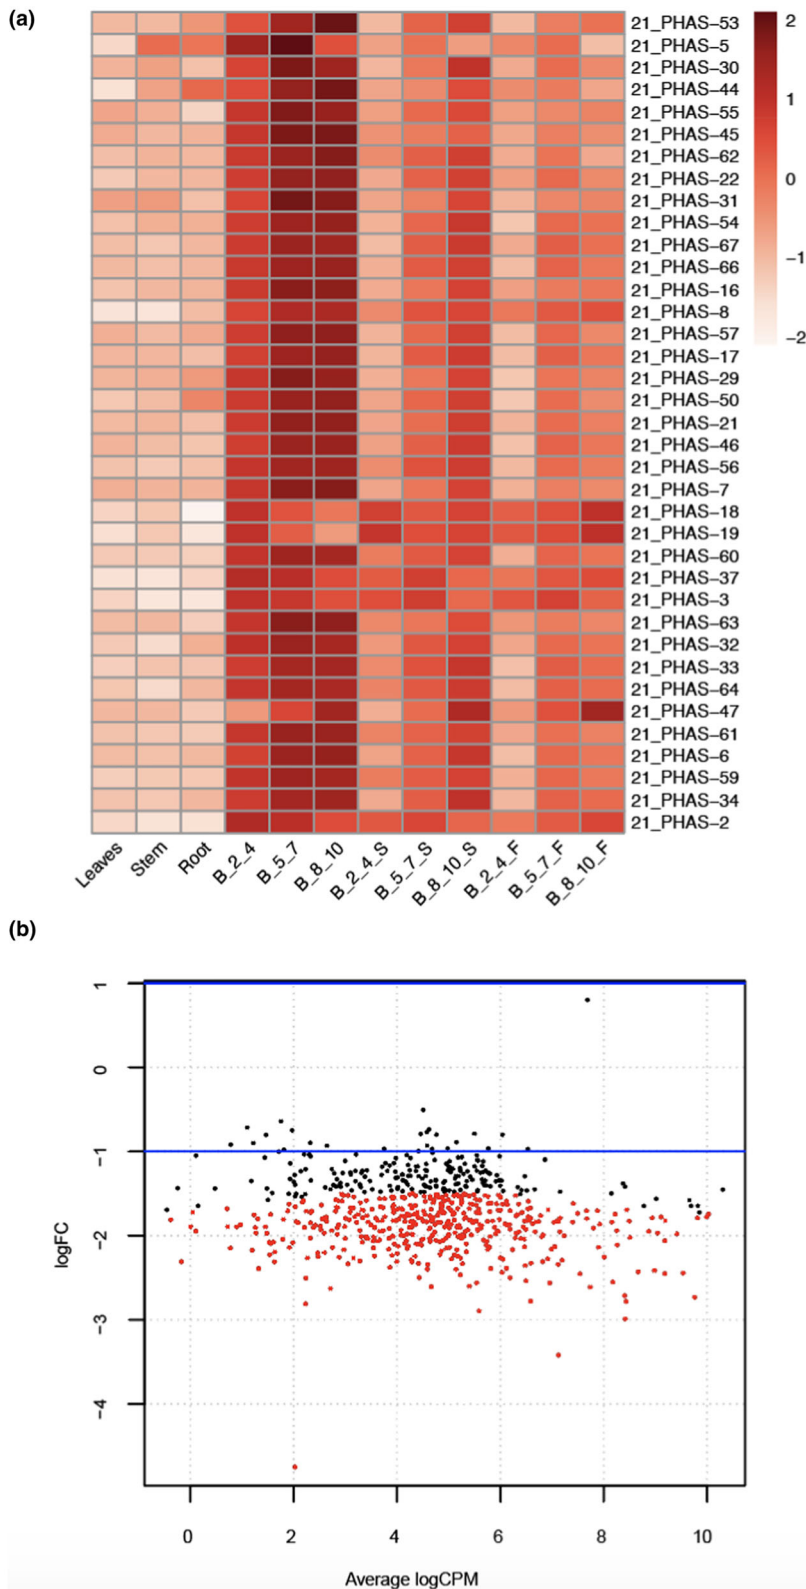 (a)
21_PHAS−53
21_PHAS−5
21_PHAS−30
21_PHAS−44
21_PHAS−55
21_PHAS−45
21_PHAS−62
21_PHAS−22
21_PHAS−31
21_PHAS−54
21_PHAS−67
21_PHAS−66
21_PHAS−16
21_PHAS−8
21_PHAS−57
21_PHAS−17
21_PHAS−29
21_PHAS−50
21_PHAS−21
21_PHAS−46
21_PHAS−56
21_PHAS−7
21_PHAS−18
21_PHAS−19
21_PHAS−60
21_PHAS−37
21_PHAS−3
21_PHAS−63
21_PHAS−32
21_PHAS−33
21_PHAS−64
21_PHAS−47
21_PHAS−61
21_PHAS−6
21_PHAS−59
21_PHAS−34
21_PHAS−2
2
1
0
−1
−2
Leaves
Stem
Root
B_2_4
B_5_7
B_8_10
B_2_4_S
B_5_7_S
B_8_10_S
B_2_4_F
B_5_7_F
B_8_10_F
(b)
1
0
−1
−2
−3
−4
logFC
0 2 4 6 8 10
Average logCPM